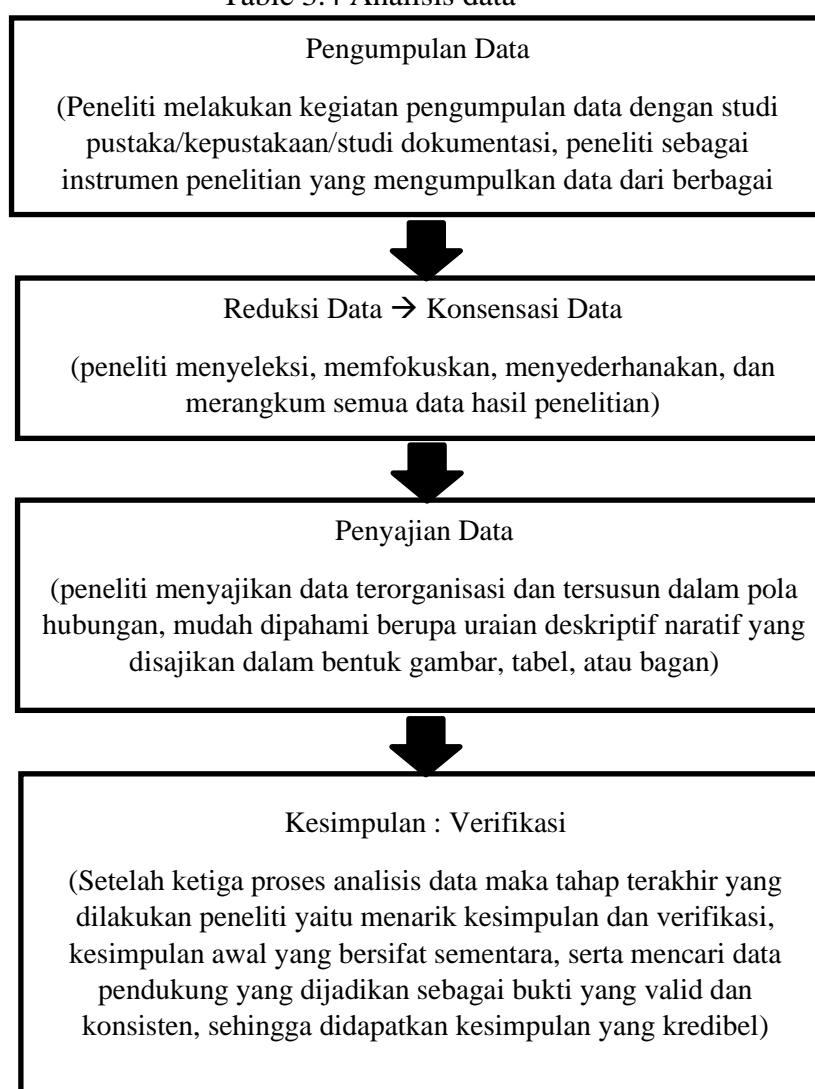 Table 3.4 Analisis data
Pengumpulan Data
(Peneliti melakukan kegiatan pengumpulan data dengan studi
pustaka/kepustakaan/studi dokumentasi, peneliti sebagai
instrumen penelitian yang mengumpulkan data dari berbagai
Reduksi Data → Konsensasi Data
(peneliti menyeleksi, memfokuskan, menyederhanakan, dan
merangkum semua data hasil penelitian)
Penyajian Data
(peneliti menyajikan data terorganisasi dan tersusun dalam pola
hubungan, mudah dipahami berupa uraian deskriptif naratif yang
disajikan dalam bentuk gambar, tabel, atau bagan)
Kesimpulan : Verifikasi
(Setelah ketiga proses analisis data maka tahap terakhir yang
dilakukan peneliti yaitu menarik kesimpulan dan verifikasi,
kesimpulan awal yang bersifat sementara, serta mencari data
pendukung yang dijadikan sebagai bukti yang valid dan
konsisten, sehingga didapatkan kesimpulan yang kredibel)